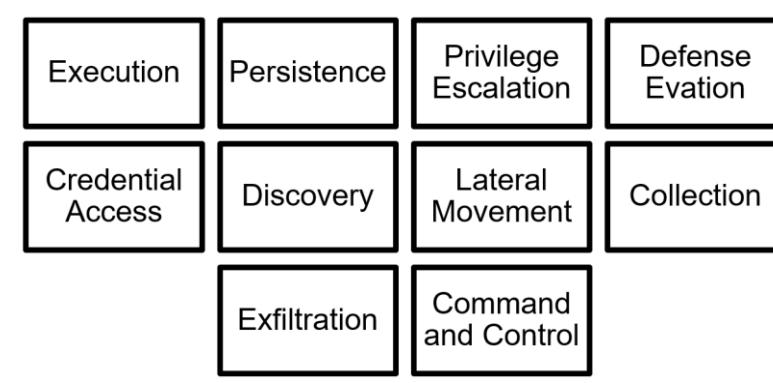 Execution
Persistence
Privilege
Escalation
Defense
Evation
Credential
Access
Discovery
Lateral
Movement
Collection
Exfiltration
Command
and Control